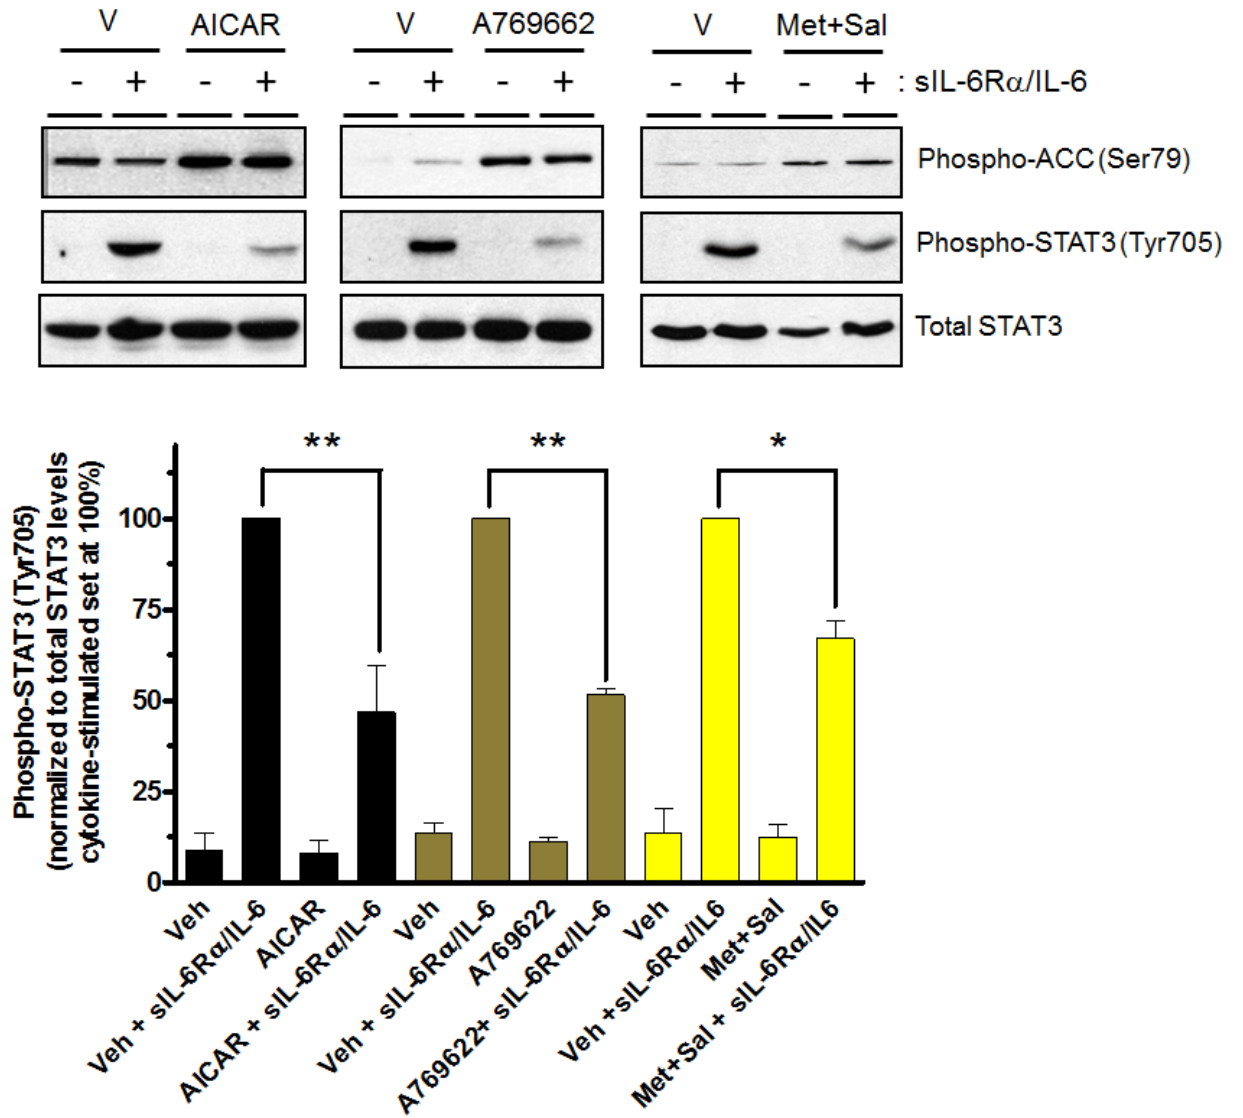 V AICAR V A769662 V Met+Sal
- + - + - + - + - + - + : sIL-6Rα/IL-6
Phospho-ACC (Ser79)
Phospho-STAT3 (Tyr705)
Total STAT3
** ** *
Phospho-STAT3 (Tyr705)
(normalized to total STAT3 levels
cytokine-stimulated set at 100%)
100
75
50
25
0
Veh
Veh + sIL-6Rα/IL-6
AICAR
AICAR + sIL-6Rα/IL-6
Veh
Veh + sIL-6Rα/IL-6
A769622
A769622+ sIL-6Rα/IL-6
Veh
Veh +sIL-6Rα/IL6
Met+Sal
Met+Sal + sIL-6Rα/IL6